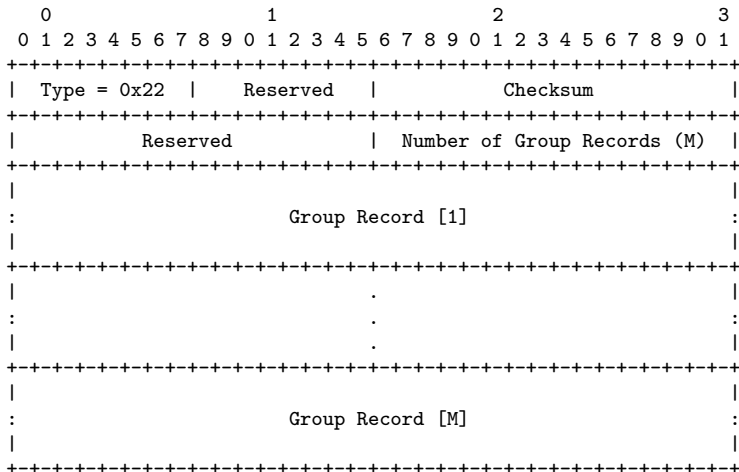 0                   1                   2                   3
 0 1 2 3 4 5 6 7 8 9 0 1 2 3 4 5 6 7 8 9 0 1 2 3 4 5 6 7 8 9 0 1
+-+-+-+-+-+-+-+-+-+-+-+-+-+-+-+-+-+-+-+-+-+-+-+-+-+-+-+-+-+-+-+-+
|  Type = 0x22  |    Reserved   |           Checksum            |
+-+-+-+-+-+-+-+-+-+-+-+-+-+-+-+-+-+-+-+-+-+-+-+-+-+-+-+-+-+-+-+-+
|           Reserved            |  Number of Group Records (M)  |
+-+-+-+-+-+-+-+-+-+-+-+-+-+-+-+-+-+-+-+-+-+-+-+-+-+-+-+-+-+-+-+-+
|                                                               |
:                        Group Record [1]                       :
|                                                               |
+-+-+-+-+-+-+-+-+-+-+-+-+-+-+-+-+-+-+-+-+-+-+-+-+-+-+-+-+-+-+-+-+
|                               .                               |
:                               .                               :
|                               .                               |
+-+-+-+-+-+-+-+-+-+-+-+-+-+-+-+-+-+-+-+-+-+-+-+-+-+-+-+-+-+-+-+-+
|                                                               |
:                        Group Record [M]                       :
|                                                               |
+-+-+-+-+-+-+-+-+-+-+-+-+-+-+-+-+-+-+-+-+-+-+-+-+-+-+-+-+-+-+-+-+